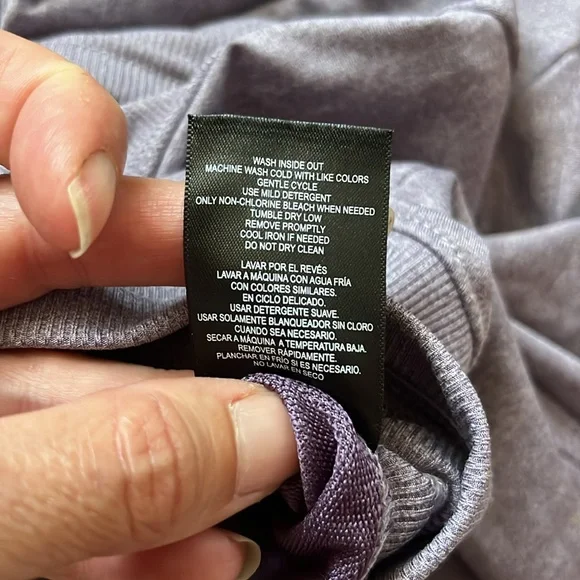 WASH INSIDE OUT
MACHINE WASH COLD WITH LIKE COLORS
GENTLE CYCLE
USE MILD DETERGENT
ONLY NON-CHLORINE BLEACH WHEN NEEDED
TUMBLE DRY LOW
REMOVE PROMPTLY
COOL IRON IF NEEDED
DO NOT DRY CLEAN
LAVAR POR EL REVÉS
LAVAR A MÁQUINA CON AGUA FRÍA
CON COLORES SIMILARES.
EN CICLO DELICADO.
USAR DETERGENTE SUAVE.
USAR SOLAMENTE BLANQUEADOR SIN CLORO
CUANDO SEA NECESARIO.
SECAR A MÁQUINA A TEMPERATURA BAJA.
REMOVER RÁPIDAMENTE.
PLANCHAR EN FRÍO SI ES NECESARIO.
NO LAVAR EN SECO